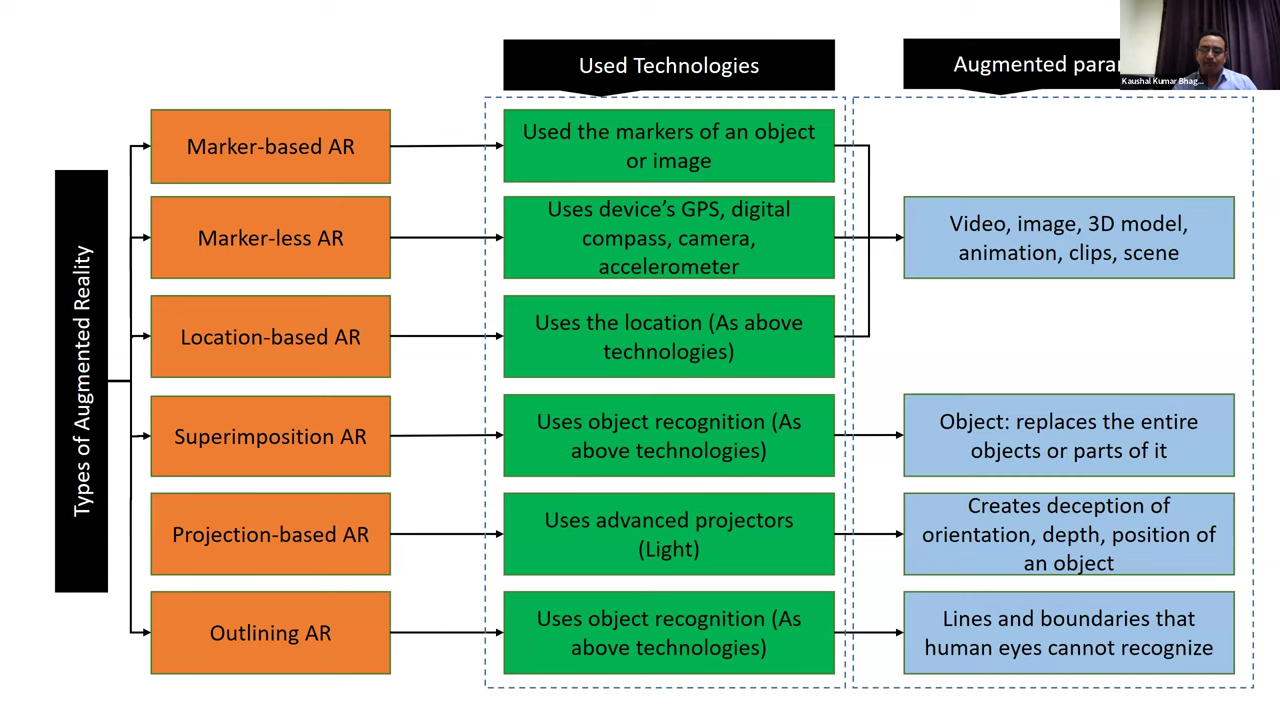 Used Technologies
Augmented
Kaushal Kumar Bhag...
Types of Augmented Reality
Marker-based AR
Used the markers of an object
or image
Marker-less AR
Uses device's GPS, digital
compass, camera,
accelerometer
Video, image, 3D model,
animation, clips, scene
Location-based AR
Uses the location (As above
technologies)
Superimposition AR
Uses object recognition (As
above technologies)
Object: replaces the entire
objects or parts of it
Projection-based AR
Uses advanced projectors
(Light)
Creates deception of
orientation, depth, position of
an object
Outlining AR
Uses object recognition (As
above technologies)
Lines and boundaries that
human eyes cannot recognize